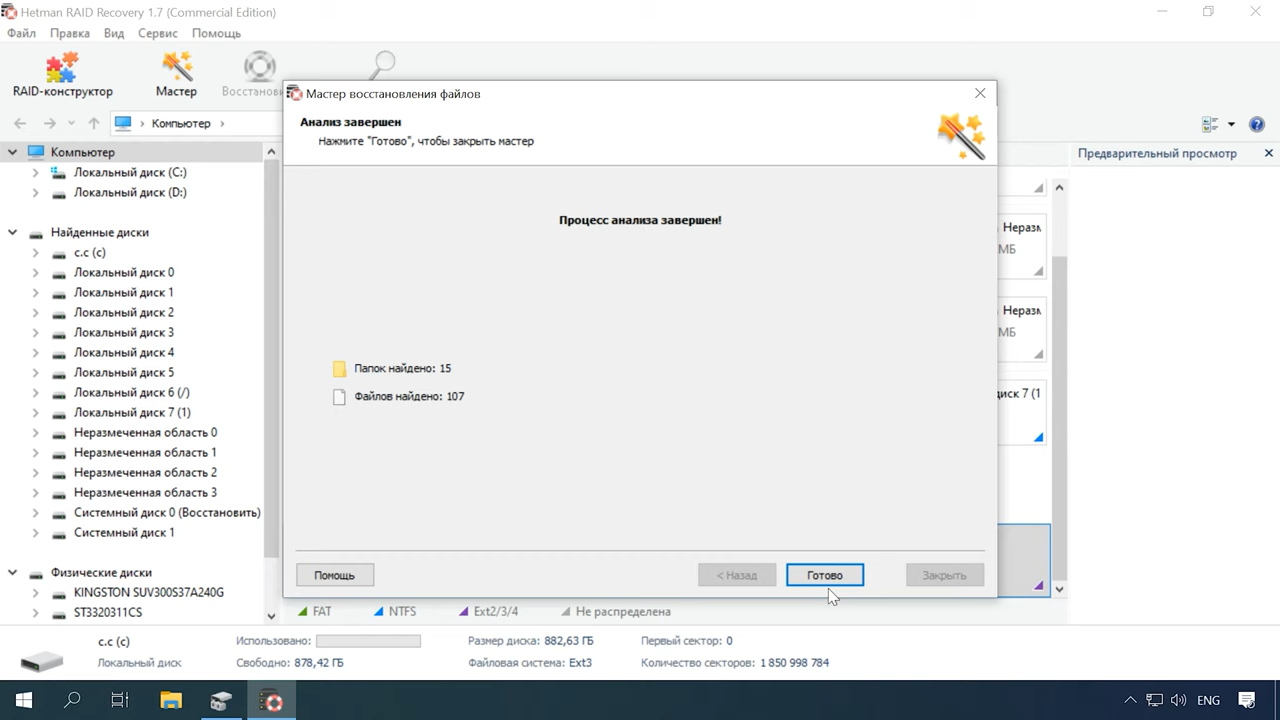 Hetman RAID Recovery 1.7 (Commercial Edition)
Файл Правка Вид Сервис Помощь
RAID-конструктор Мастер
Компьютер
Мастер восстановления файлов
Анализ завершен
Нажмите "Готово", чтобы закрыть мастер
Процесс анализа завершен!
Папок найдено: 15
Файлов найдено: 107
Помощь < Назад Готово Закрыть
Предварительный просмотр
Компьютер
Локальный диск (C:)
Локальный диск (D:)
Найденные диски
c.c (c)
Локальный диск 0
Локальный диск 1
Локальный диск 2
Локальный диск 3
Локальный диск 4
Локальный диск 5
Локальный диск 6 (/)
Локальный диск 7 (1)
Неразмеченная область 0
Неразмеченная область 1
Неразмеченная область 2
Неразмеченная область 3
Системный диск 0 (Восстановить)
Системный диск 1
Физические диски
KINGSTON SUV300S37A240G
ST3320311CS
МБ
МБ
7 (1
FAT NTFS Ext2/3/4 Не распределена
c.c (c) Использовано: Размер диска: 882,63 ГБ Первый сектор: 0
Локальный диск Свободно: 878,42 ГБ Файловая система: Ext3 Количество секторов: 1 850 998 784
ENG